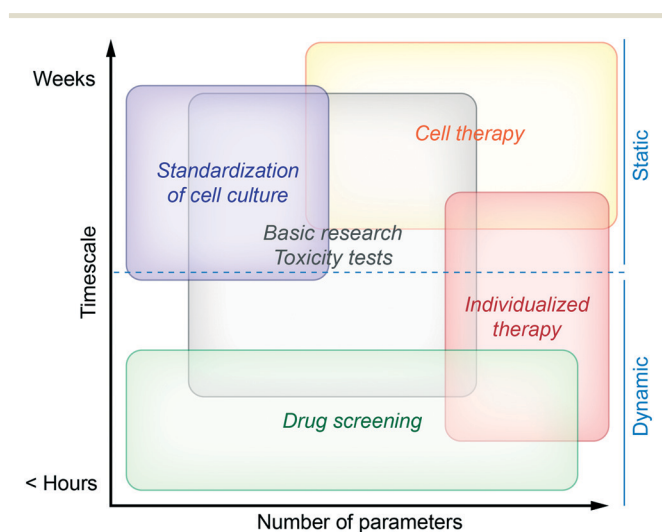 Weeks
Cell therapy
Standardization
of cell culture
Static
Basic research
Toxicity tests
Timescale
Individualized
therapy
Drug screening
Dynamic
< Hours
Number of parameters